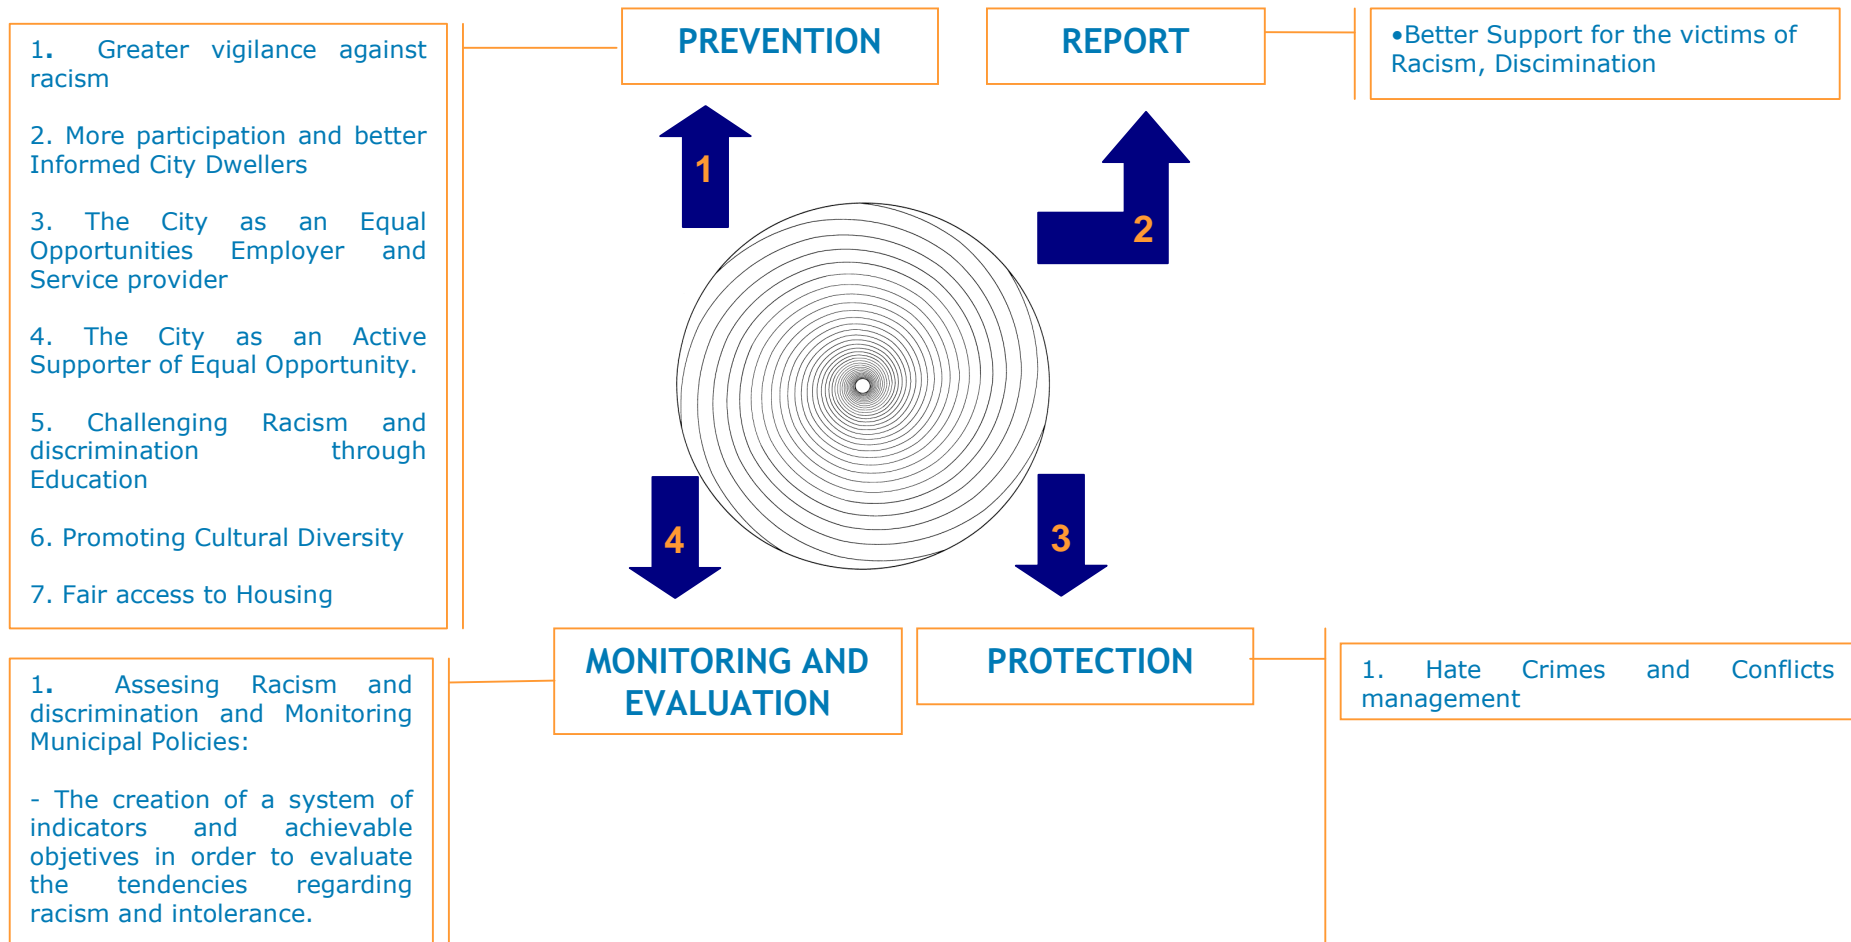 1. Greater vigilance against
racism
2. More participation and better
Informed City Dwellers
3. The City as an Equal
Opportunities Employer and
Service provider
4. The City as an Active
Supporter of Equal Opportunity.
5. Challenging Racism and
discrimination through
Education
6. Promoting Cultural Diversity
7. Fair access to Housing
PREVENTION
REPORT
•Better Support for the victims of
Racism, Discimination
1
2
4
3
1. Assesing Racism and
discrimination and Monitoring
Municipal Policies:
- The creation of a system of
indicators and achievable
objetives in order to evaluate
the tendencies regarding
racism and intolerance.
MONITORING AND
EVALUATION
PROTECTION
1. Hate Crimes and Conflicts
management